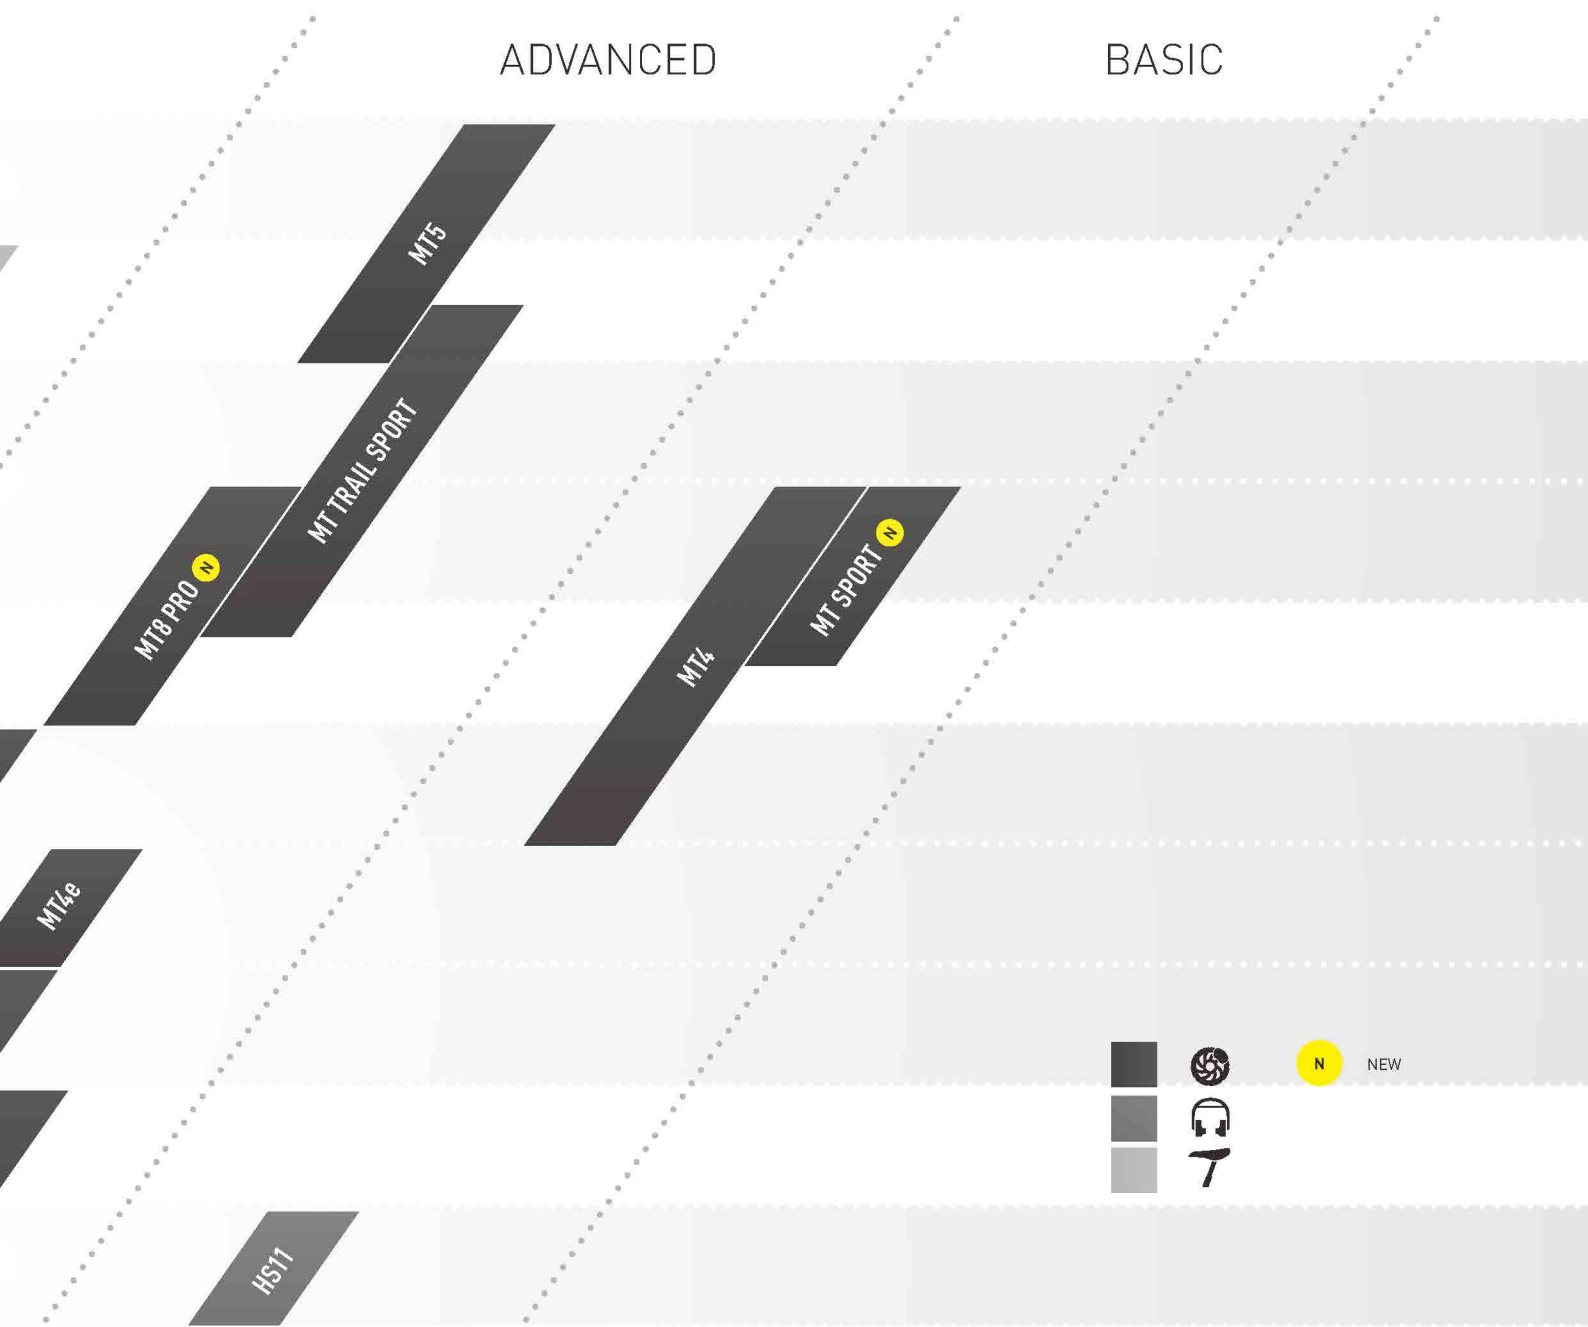 ADVANCED
BASIC
MT5
MT TRAIL SPORT
MT8 PRO N
MT SPORT N
MT4
MT4e
N NEW
HS11